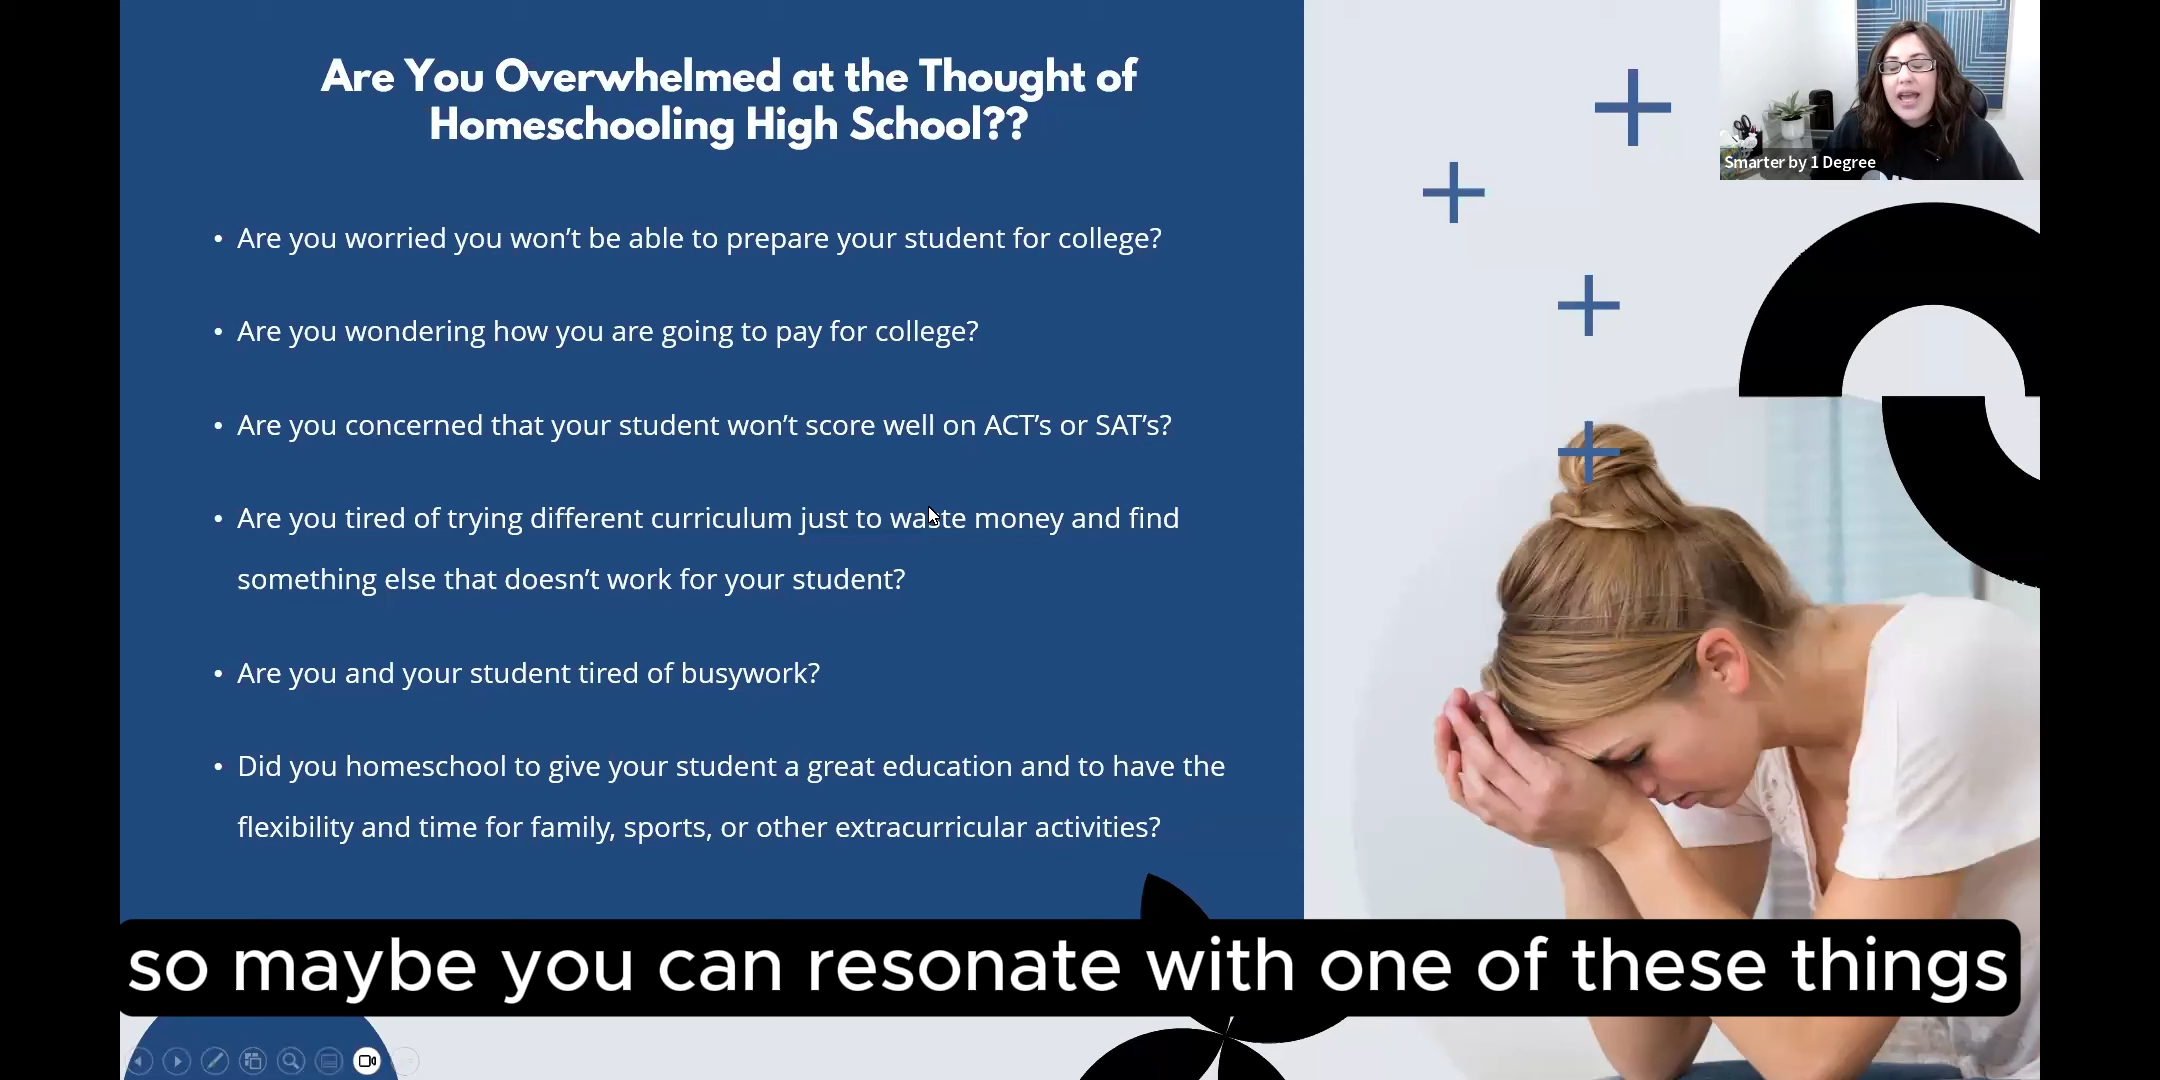 Are You Overwhelmed at the Thought of
Homeschooling High School??
Smarter by 1 Degree
• Are you worried you won’t be able to prepare your student for college?
• Are you wondering how you are going to pay for college?
• Are you concerned that your student won’t score well on ACT’s or SAT’s?
• Are you tired of trying different curriculum just to waste money and find
something else that doesn’t work for your student?
• Are you and your student tired of busywork?
• Did you homeschool to give your student a great education and to have the
flexibility and time for family, sports, or other extracurricular activities?
so maybe you can resonate with one of these things